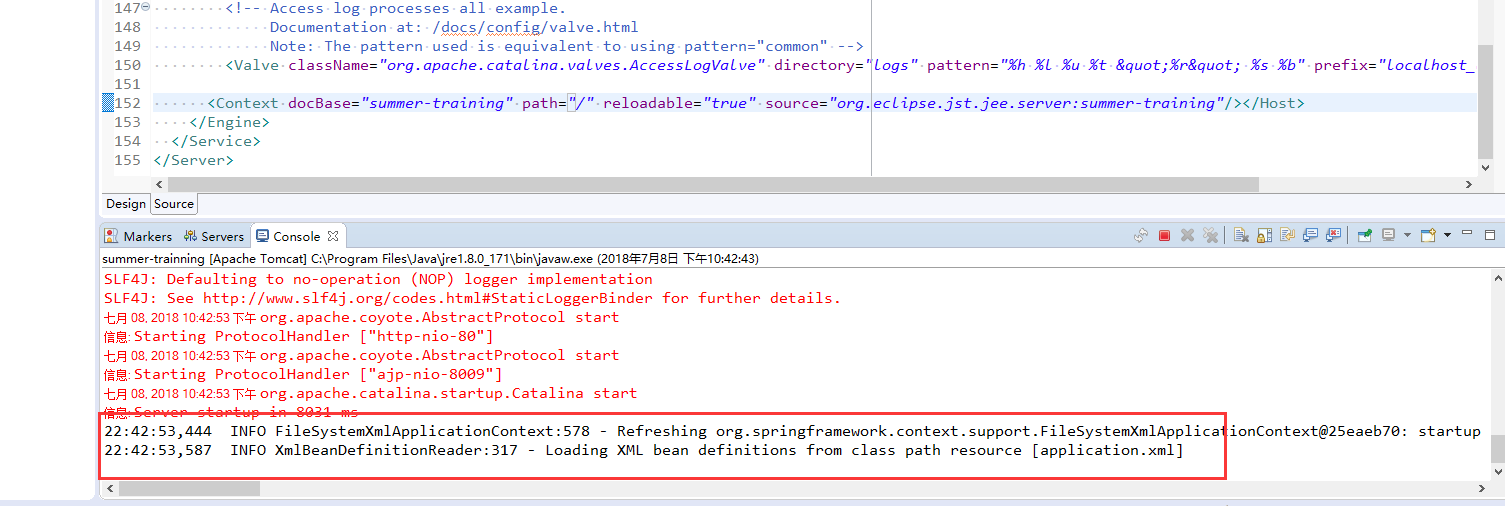 147 <!-- Access log processes all example.
148 Documentation at: /docs/config/valve.html
149 Note: The pattern used is equivalent to using pattern="common" -->
150 <Valve className="org.apache.catalina.valves.AccessLogValve" directory="logs" pattern="%h %l %u %t &quot;%r&quot; %s %b" prefix="localhost_
151
152 <Context docBase="summer-training" path="/" reloadable="true" source="org.eclipse.jst.jee.server:summer-training"/></Host>
153 </Engine>
154 </Service>
155 </Server>
Design Source
Markers Servers Console
summer-trainning [Apache Tomcat] C:\Program Files\Java\jre1.8.0_171\bin\javaw.exe (2018年7月8日 下午10:42:43)
SLF4J: Defaulting to no-operation (NOP) logger implementation
SLF4J: See http://www.slf4j.org/codes.html#StaticLoggerBinder for further details.
七月 08, 2018 10:42:53 下午 org.apache.coyote.AbstractProtocol start
信息: Starting ProtocolHandler ["http-nio-80"]
七月 08, 2018 10:42:53 下午 org.apache.coyote.AbstractProtocol start
信息: Starting ProtocolHandler ["ajp-nio-8009"]
七月 08, 2018 10:42:53 下午 org.apache.catalina.startup.Catalina start
信息: Server startup in 8031 ms
22:42:53,444 INFO FileSystemXmlApplicationContext:578 - Refreshing org.springframework.context.support.FileSystemXmlApplicationContext@25eaeb70: startup
22:42:53,587 INFO XmlBeanDefinitionReader:317 - Loading XML bean definitions from class path resource [application.xml]